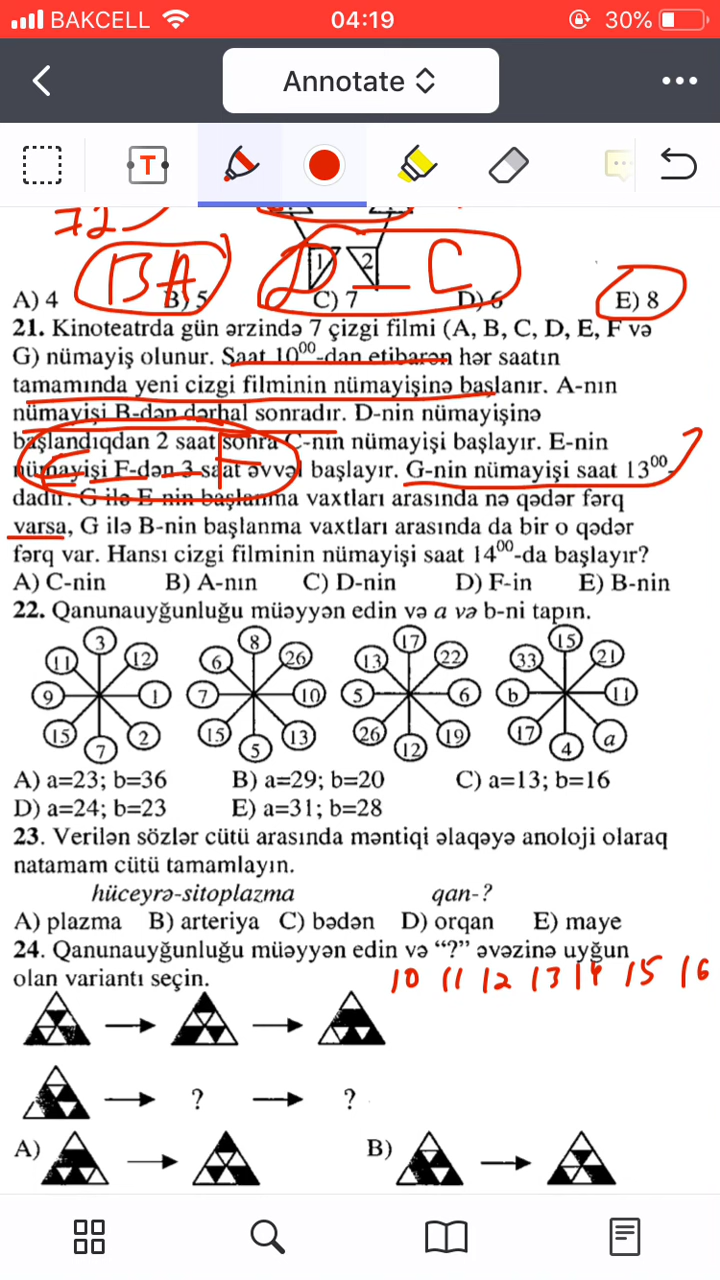 BAKCELL 04:19 30%
Annotate
T
72
BA D_C
1 2
A) 4 B) 5 C) 7 D) 6 E) 8
21. Kinoteatrda gün ərzində 7 çizgi filmi (A, B, C, D, E, F və
G) nümayiş olunur. Saat 10⁰⁰-dan etibarən hər saatın
tamamında yeni cizgi filminin nümayişinə başlanır. A-nın
nümayişi B-dən dərhal sonradır. D-nin nümayişinə
başlandıqdan 2 saat sonra C-nin nümayişi başlayır. E-nin
nümayişi F-dən 3 saat əvvəl başlayır. G-nin nümayişi saat 13⁰⁰-
E _ _ F
dadır. G ilə E-nin başlanma vaxtları arasında nə qədər fərq
varsa, G ilə B-nin başlanma vaxtları arasında da bir o qədər
fərq var. Hansı cizgi filminin nümayişi saat 14⁰⁰-da başlayır?
A) C-nin B) A-nın C) D-nin D) F-in E) B-nin
22. Qanunauyğunluğu müəyyən edin və a və b-ni tapın.
3 8 17 15
11 12 6 26 13 22 33 21
9 1 7 10 5 6 b 11
15 2 15 13 26 19 17 a
7 5 12 4
A) a=23; b=36 B) a=29; b=20 C) a=13; b=16
D) a=24; b=23 E) a=31; b=28
23. Verilən sözlər cütü arasında məntiqi əlaqəyə anoloji olaraq
natamam cütü tamamlayın.
hüceyrə-sitoplazma qan-?
A) plazma B) arteriya C) bədən D) orqan E) maye
24. Qanunauyğunluğu müəyyən edin və “?” əvəzinə uyğun
olan variantı seçin.
10 11 12 13 14 15 16
? ?
A) B)